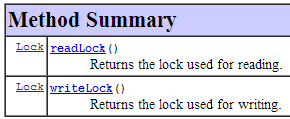 Method Summary
Lock readLock()
Returns the lock used for reading.
Lock writeLock()
Returns the lock used for writing.